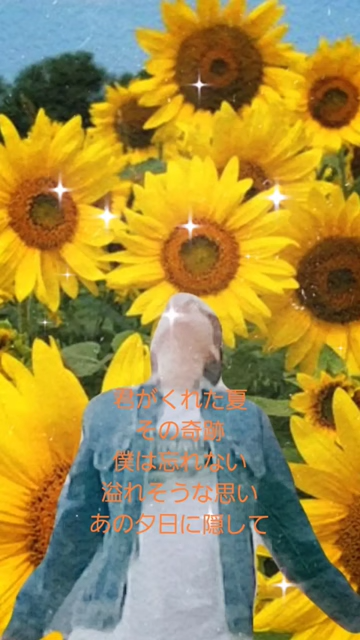 君がくれた夏
その奇跡
僕は忘れない
溢れそうな思い
あの夕日に隠して